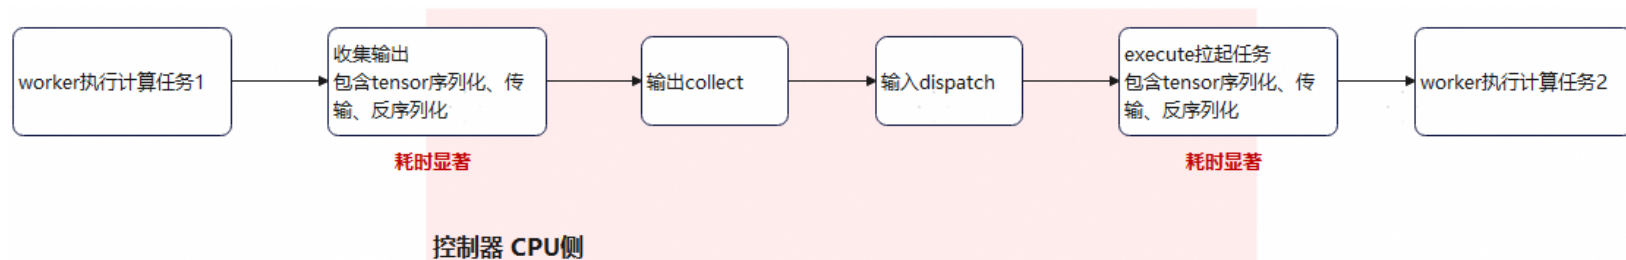 worker执行计算任务1
收集输出
包含tensor序列化、传
输、反序列化
输出collect
输入dispatch
execute拉起任务
包含tensor序列化、传
输、反序列化
worker执行计算任务2
耗时显著
耗时显著
控制器 CPU侧